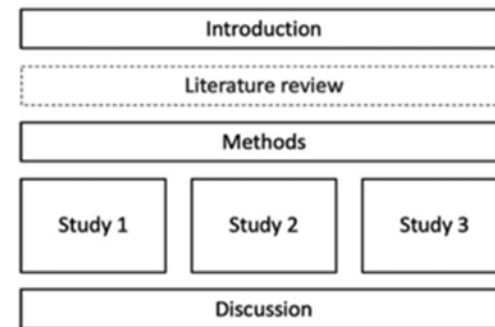 Introduction
Literature review
Methods
Study 1 Study 2 Study 3
Discussion